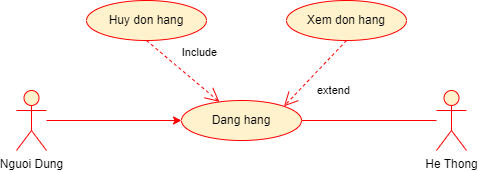 Huy don hang
Xem don hang
Include
extend
Dang hang
Nguoi Dung
He Thong